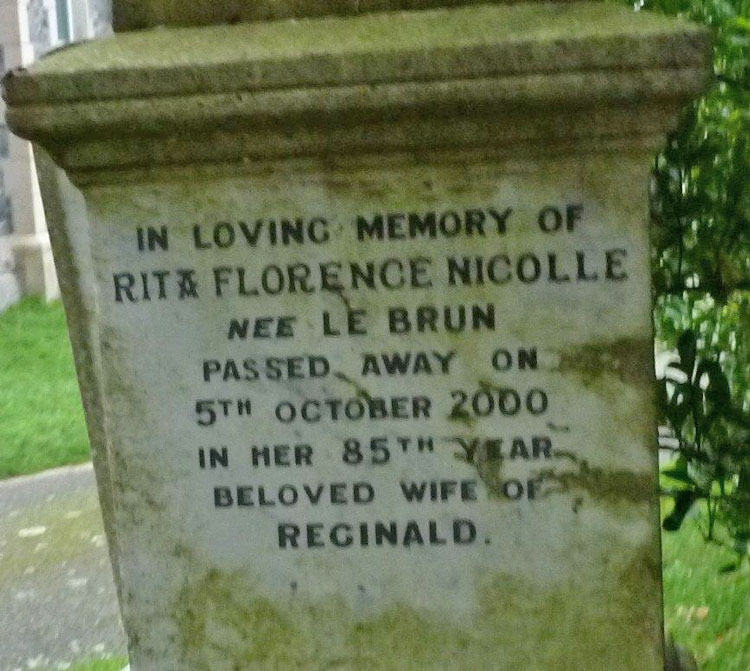 IN LOVING MEMORY OF
RITA FLORENCE NICOLLE
NEE LE BRUN
PASSED AWAY ON
5TH OCTOBER 2000
IN HER 85TH YEAR
BELOVED WIFE OF
REGINALD.